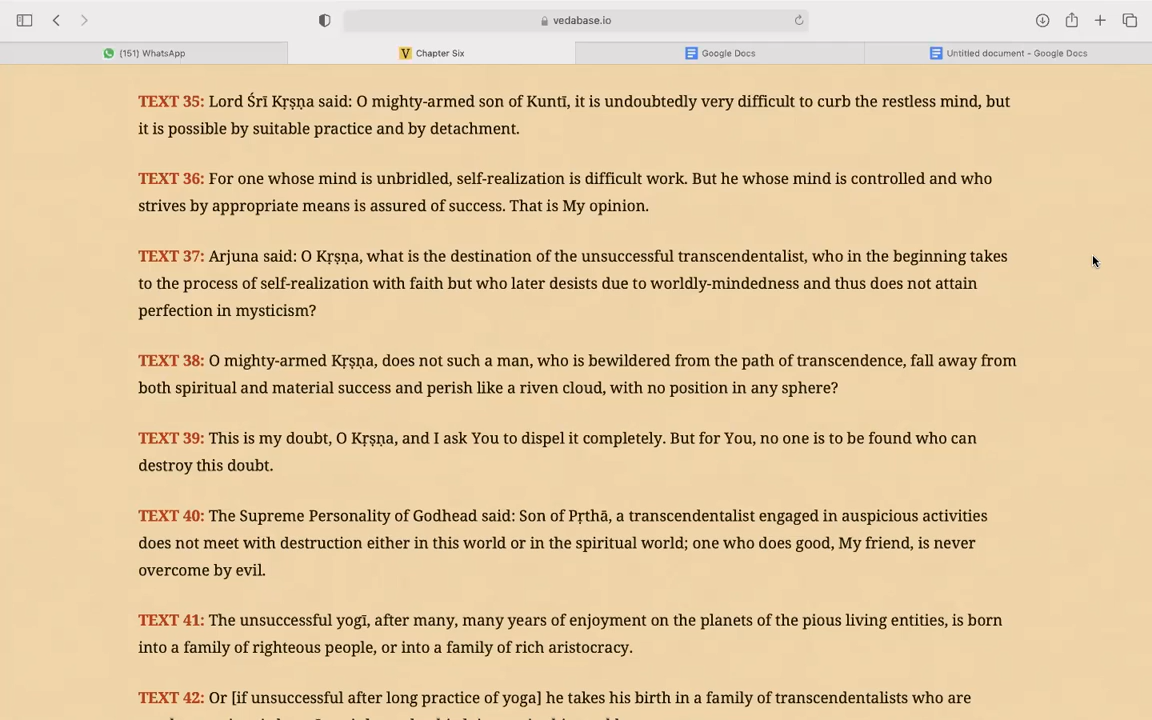 vedabase.io
(151) WhatsApp
Chapter Six
Google Docs
Untitled document – Google Docs
TEXT 35: Lord Śrī Kṛṣṇa said: O mighty-armed son of Kuntī, it is undoubtedly very difficult to curb the restless mind, but
it is possible by suitable practice and by detachment.
TEXT 36: For one whose mind is unbridled, self-realization is difficult work. But he whose mind is controlled and who
strives by appropriate means is assured of success. That is My opinion.
TEXT 37: Arjuna said: O Kṛṣṇa, what is the destination of the unsuccessful transcendentalist, who in the beginning takes
to the process of self-realization with faith but who later desists due to worldly-mindedness and thus does not attain
perfection in mysticism?
TEXT 38: O mighty-armed Kṛṣṇa, does not such a man, who is bewildered from the path of transcendence, fall away from
both spiritual and material success and perish like a riven cloud, with no position in any sphere?
TEXT 39: This is my doubt, O Kṛṣṇa, and I ask You to dispel it completely. But for You, no one is to be found who can
destroy this doubt.
TEXT 40: The Supreme Personality of Godhead said: Son of Pṛthā, a transcendentalist engaged in auspicious activities
does not meet with destruction either in this world or in the spiritual world; one who does good, My friend, is never
overcome by evil.
TEXT 41: The unsuccessful yogī, after many, many years of enjoyment on the planets of the pious living entities, is born
into a family of righteous people, or into a family of rich aristocracy.
TEXT 42: Or [if unsuccessful after long practice of yoga] he takes his birth in a family of transcendentalists who are